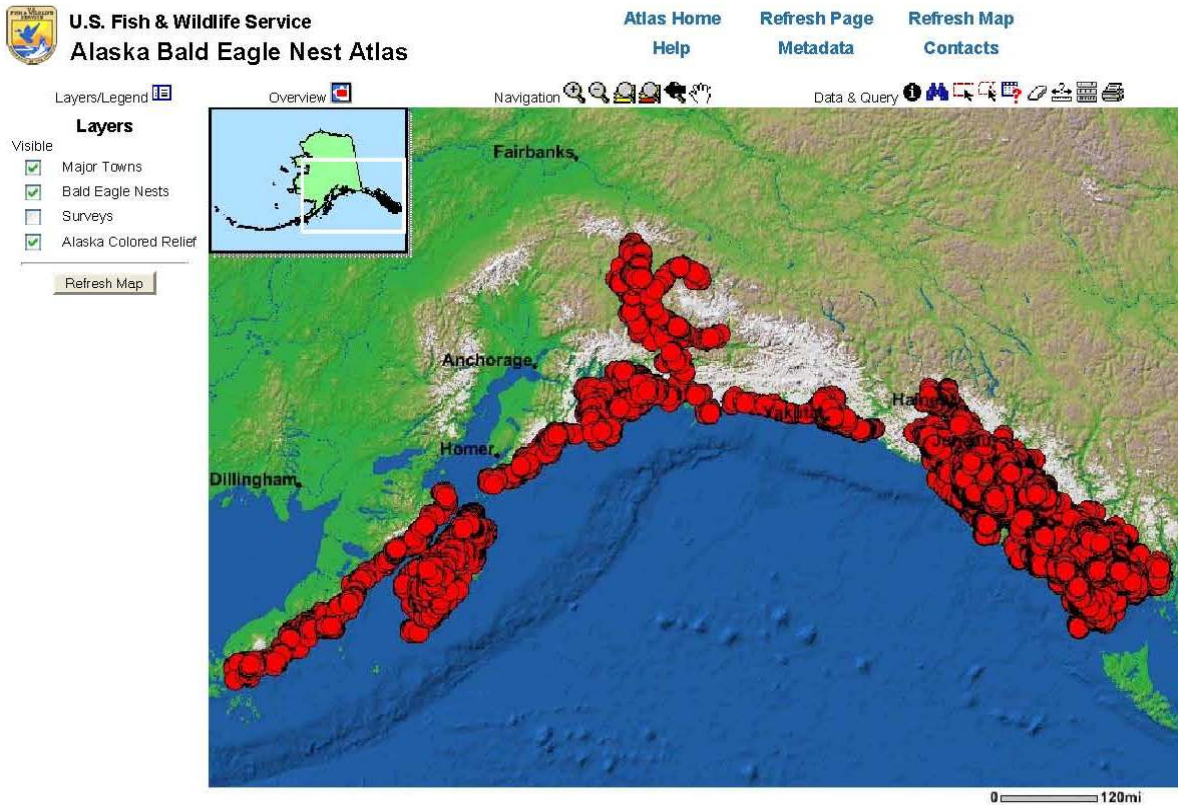 U.S. Fish & Wildlife Service
Alaska Bald Eagle Nest Atlas
Atlas Home Refresh Page Refresh Map
Help Metadata Contacts
Layers/Legend Overview Navigation Data & Query
Layers
Visible
Major Towns
Bald Eagle Nests
Surveys
Alaska Colored Relief
Refresh Map
Fairbanks
Anchorage
Homer
Dillingham
Yakutat
0 120mi